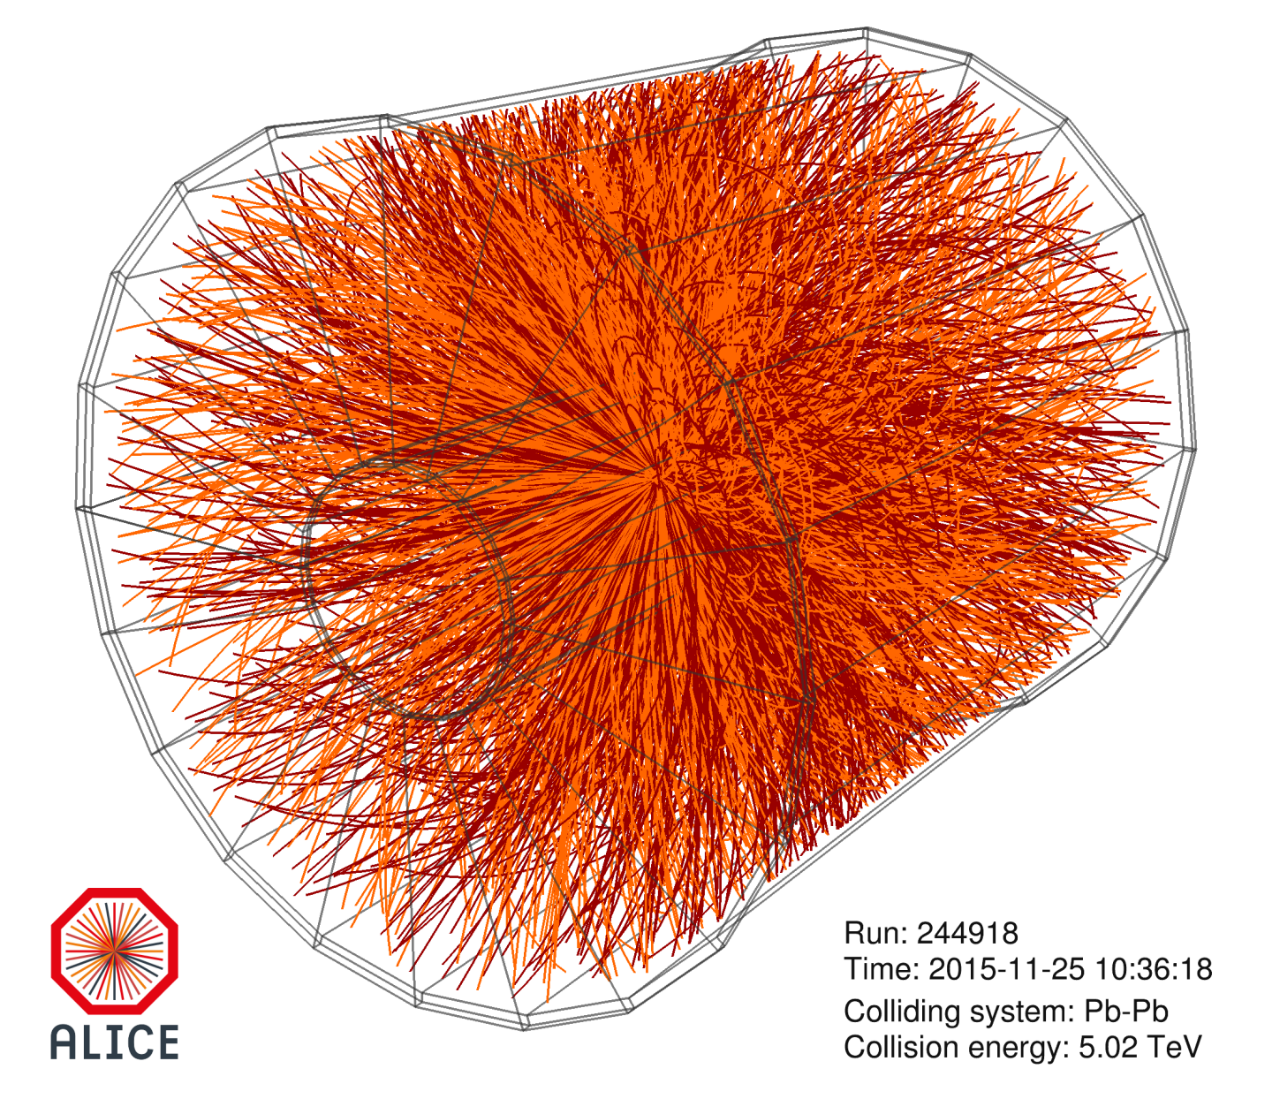 ALICE
Run: 244918
Time: 2015-11-25 10:36:18
Colliding system: Pb-Pb
Collision energy: 5.02 TeV